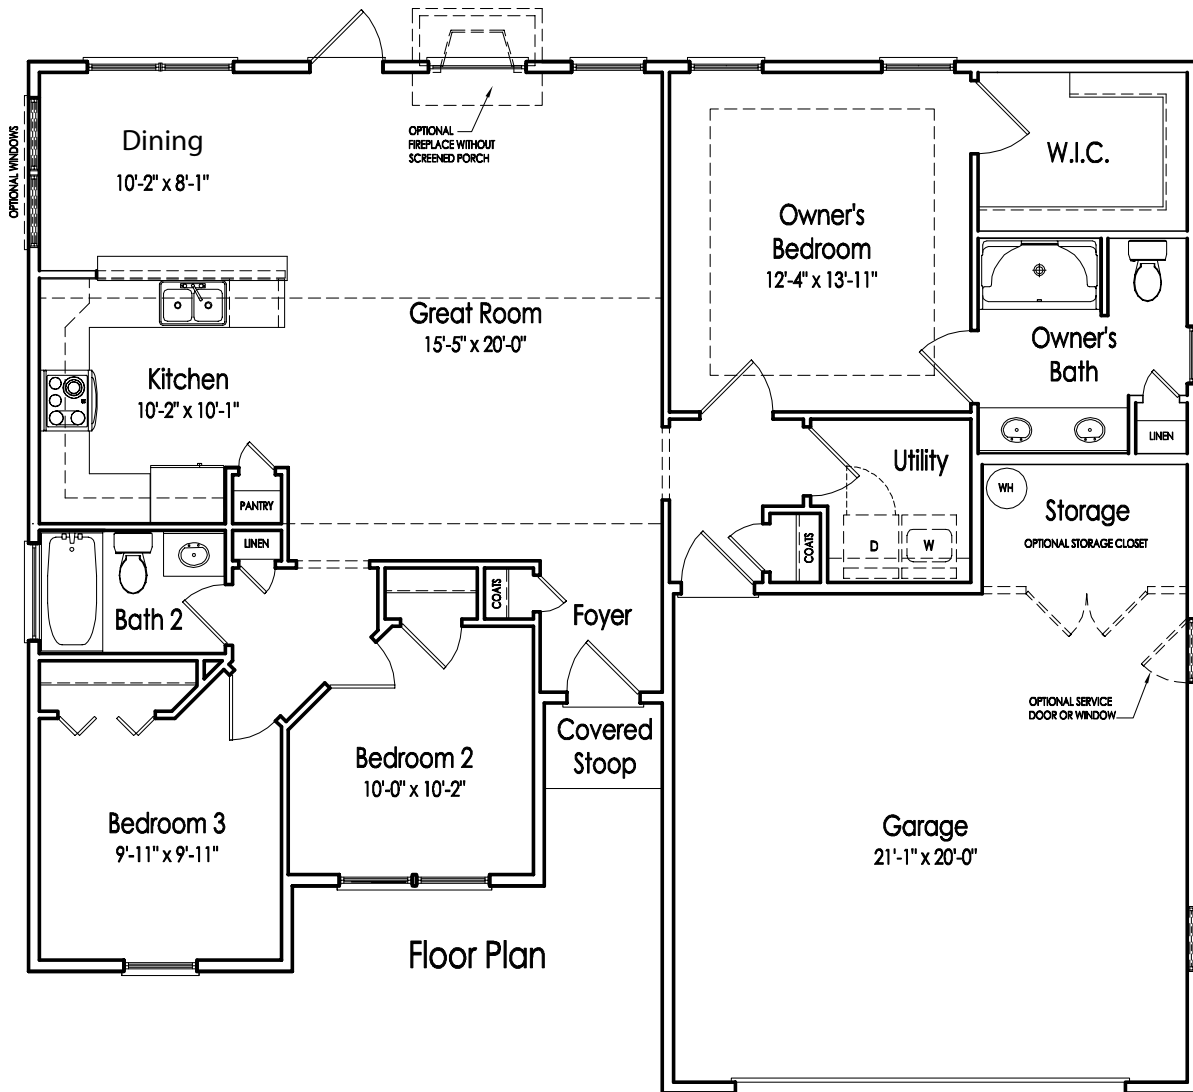 OPTIONAL WINDOWS
Dining
10'-2" x 8'-1"
OPTIONAL
FIREPLACE WITHOUT
SCREENED PORCH
Owner's
Bedroom
12'-4" x 13'-11"
W.I.C.
Great Room
15'-5" x 20'-0"
Owner's
Bath
Kitchen
10'-2" x 10'-1"
LINEN
Utility
PANTRY
WH
Storage
OPTIONAL STORAGE CLOSET
LINEN
COATS
D
W
COATS
Bath 2
Foyer
OPTIONAL SERVICE
DOOR OR WINDOW
Covered
Stoop
Bedroom 2
10'-0" x 10'-2"
Bedroom 3
9'-11" x 9'-11"
Garage
21'-1" x 20'-0"
Floor Plan